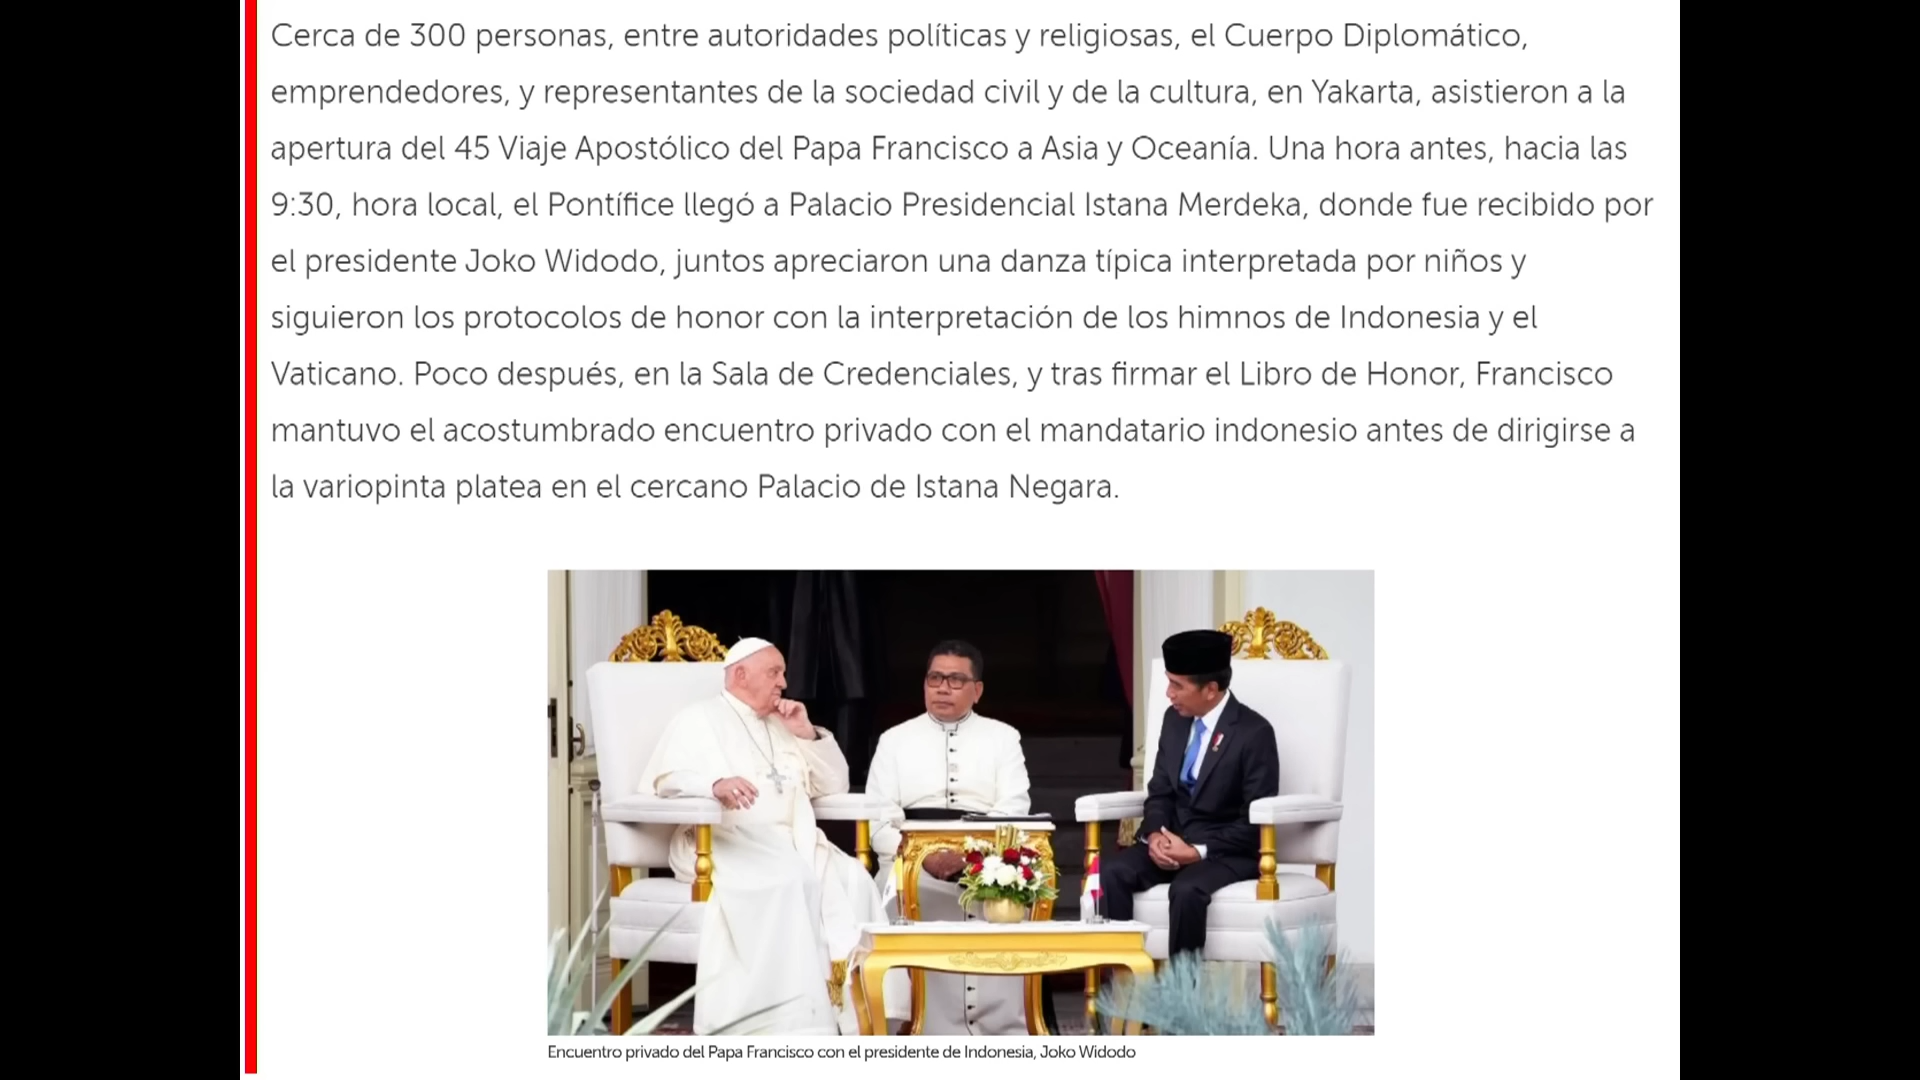 Cerca de 300 personas, entre autoridades políticas y religiosas, el Cuerpo Diplomático,
emprendedores, y representantes de la sociedad civil y de la cultura, en Yakarta, asistieron a la
apertura del 45 Viaje Apostólico del Papa Francisco a Asia y Oceanía. Una hora antes, hacia las
9:30, hora local, el Pontífice llegó a Palacio Presidencial Istana Merdeka, donde fue recibido por
el presidente Joko Widodo, juntos apreciaron una danza típica interpretada por niños y
siguieron los protocolos de honor con la interpretación de los himnos de Indonesia y el
Vaticano. Poco después, en la Sala de Credenciales, y tras firmar el Libro de Honor, Francisco
mantuvo el acostumbrado encuentro privado con el mandatario indonesio antes de dirigirse a
la variopinta platea en el cercano Palacio de Istana Negara.
Encuentro privado del Papa Francisco con el presidente de Indonesia, Joko Widodo